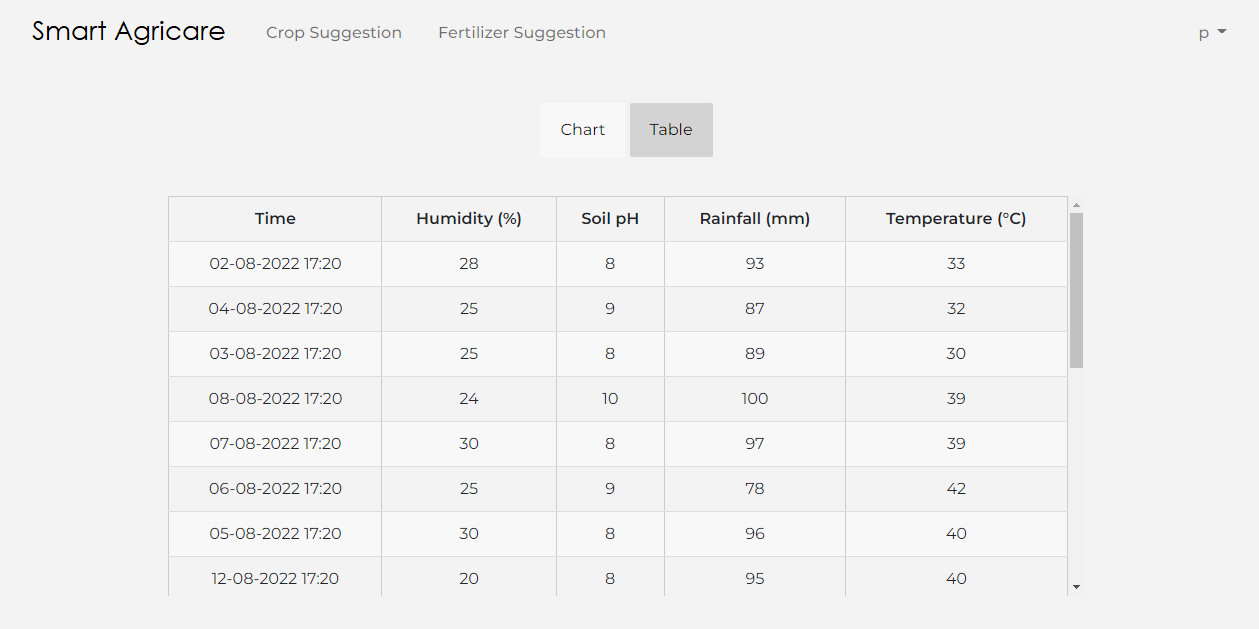 Smart Agricare Crop Suggestion Fertilizer Suggestion p
Chart Table
Time Humidity (%) Soil pH Rainfall (mm) Temperature (°C)
02-08-2022 17:20 28 8 93 33
04-08-2022 17:20 25 9 87 32
03-08-2022 17:20 25 8 89 30
08-08-2022 17:20 24 10 100 39
07-08-2022 17:20 30 8 97 39
06-08-2022 17:20 25 9 78 42
05-08-2022 17:20 30 8 96 40
12-08-2022 17:20 20 8 95 40